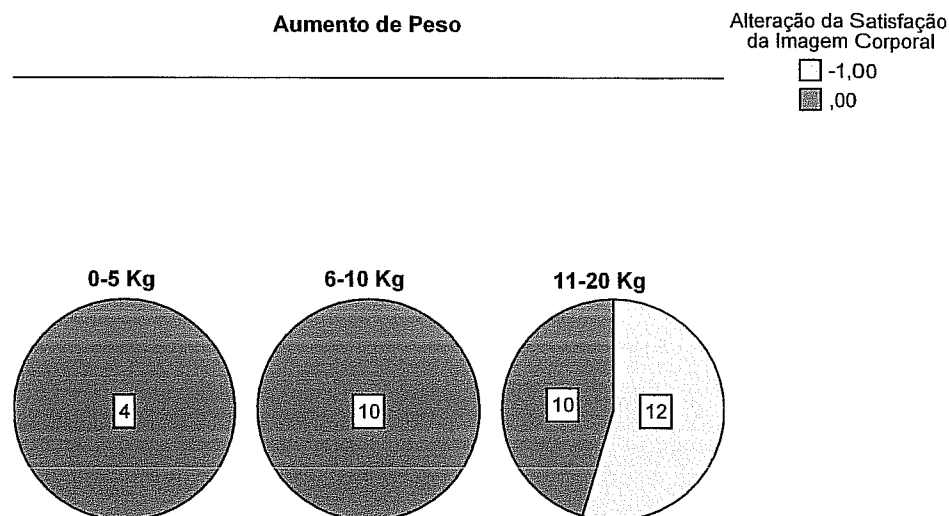 Aumento de Peso
Alteração da Satisfação
da Imagem Corporal
-1,00
,00
0-5 Kg
6-10 Kg
11-20 Kg
4
10
10
12